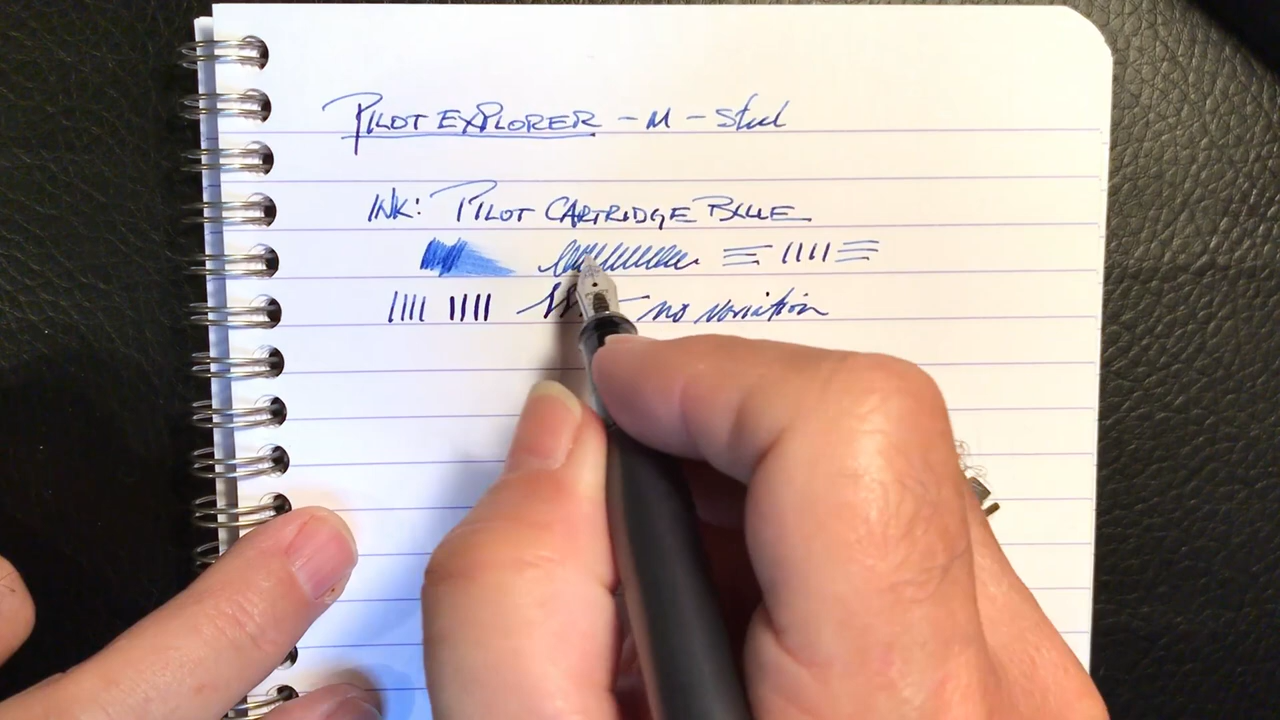 PILOT EXPLORER - M - Steel
INK: PILOT CARTRIDGE BLUE
no variation